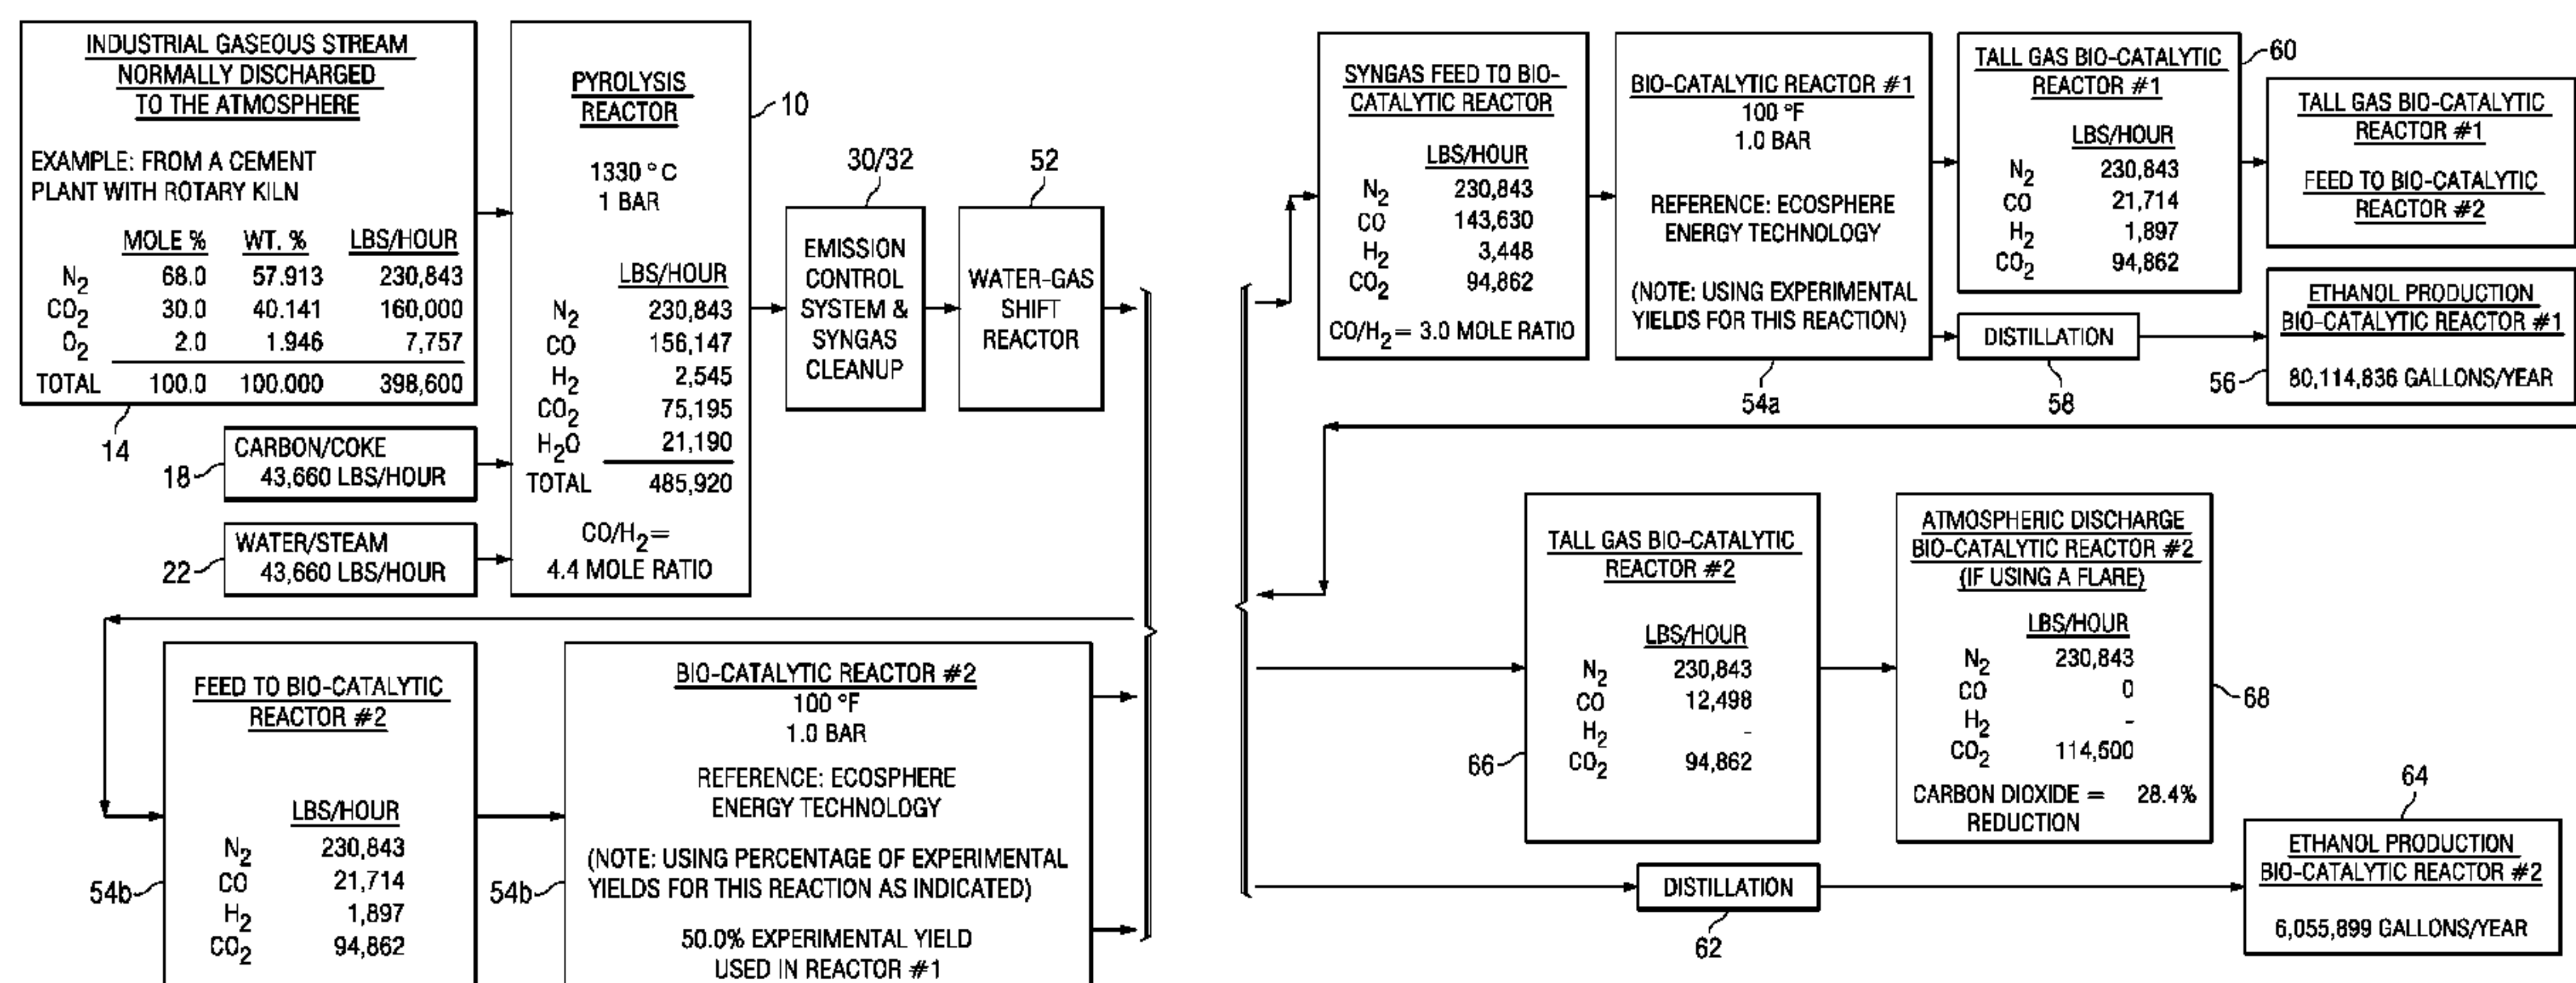 INDUSTRIAL GASEOUS STREAM
NORMALLY DISCHARGED
TO THE ATMOSPHERE
EXAMPLE: FROM A CEMENT
PLANT WITH ROTARY KILN
MOLE % WT. % LBS/HOUR
N2 68.0 57.913 230,843
CO2 30.0 40.141 160,000
O2 2.0 1.946 7,757
TOTAL 100.0 100.000 398,600
14
18
CARBON/COKE
43,660 LBS/HOUR
22
WATER/STEAM
43,660 LBS/HOUR
PYROLYSIS
REACTOR
10
1330 °C
1 BAR
LBS/HOUR
N2 230,843
CO 156,147
H2 2,545
CO2 75,195
H2O 21,190
TOTAL 485,920
CO/H2=
4.4 MOLE RATIO
30/32
EMISSION
CONTROL
SYSTEM &
SYNGAS
CLEANUP
52
WATER-GAS
SHIFT
REACTOR
SYNGAS FEED TO BIO-
CATALYTIC REACTOR
LBS/HOUR
N2 230,843
CO 143,630
H2 3,448
CO2 94,862
CO/H2= 3.0 MOLE RATIO
BIO-CATALYTIC REACTOR #1
100 °F
1.0 BAR
REFERENCE: ECOSPHERE
ENERGY TECHNOLOGY
(NOTE: USING EXPERIMENTAL
YIELDS FOR THIS REACTION)
54a
TALL GAS BIO-CATALYTIC
REACTOR #1
60
LBS/HOUR
N2 230,843
CO 21,714
H2 1,897
CO2 94,862
DISTILLATION
58
TALL GAS BIO-CATALYTIC
REACTOR #1
FEED TO BIO-CATALYTIC
REACTOR #2
ETHANOL PRODUCTION
BIO-CATALYTIC REACTOR #1
56
80,114,836 GALLONS/YEAR
FEED TO BIO-CATALYTIC
REACTOR #2
LBS/HOUR
N2 230,843
54b
CO 21,714
H2 1,897
CO2 94,862
BIO-CATALYTIC REACTOR #2
100 °F
1.0 BAR
REFERENCE: ECOSPHERE
ENERGY TECHNOLOGY
(NOTE: USING PERCENTAGE OF EXPERIMENTAL
54b
YIELDS FOR THIS REACTION AS INDICATED)
50.0% EXPERIMENTAL YIELD
USED IN REACTOR #1
TALL GAS BIO-CATALYTIC
REACTOR #2
LBS/HOUR
N2 230,843
CO 12,498
H2 -
66
CO2 94,862
ATMOSPHERIC DISCHARGE
BIO-CATALYTIC REACTOR #2
(IF USING A FLARE)
LBS/HOUR
N2 230,843
CO 0
68
H2 -
CO2 114,500
CARBON DIOXIDE = 28.4%
REDUCTION
DISTILLATION
62
64
ETHANOL PRODUCTION
BIO-CATALYTIC REACTOR #2
6,055,899 GALLONS/YEAR